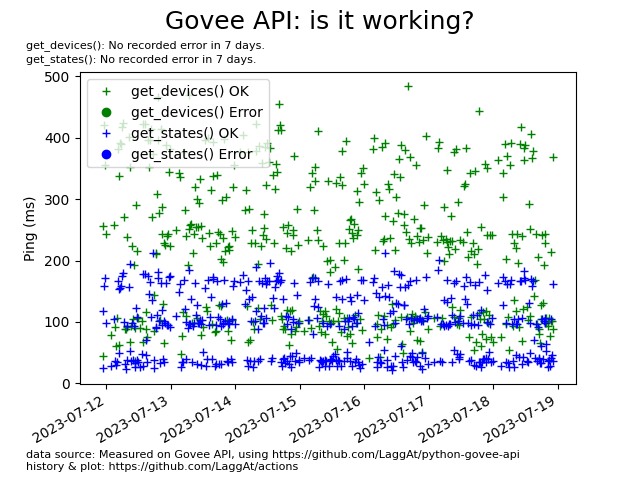 Govee API: is it working?
get_devices(): No recorded error in 7 days.
get_states(): No recorded error in 7 days.
500
400
300
200
100
0
Ping (ms)
get_devices() OK
get_devices() Error
get_states() OK
get_states() Error
2023-07-12
2023-07-13
2023-07-14
2023-07-15
2023-07-16
2023-07-17
2023-07-18
2023-07-19
data source: Measured on Govee API, using https://github.com/LaggAt/python-govee-api
history & plot: https://github.com/LaggAt/actions